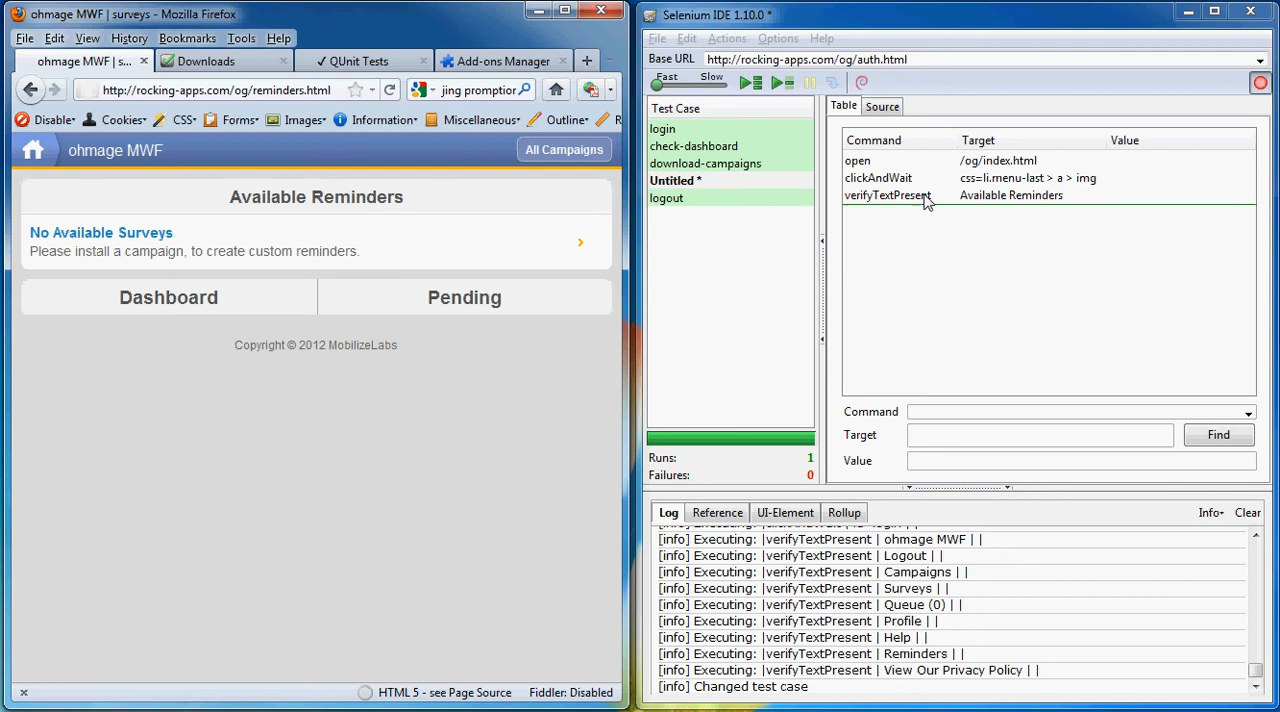 ohmage MWF | surveys - Mozilla Firefox
File Edit View History Bookmarks Tools Help
ohmage MWF | s...
Downloads
✓ QUnit Tests
Add-ons Manager
http://rocking-apps.com/og/reminders.html
jing promptior
Disable Cookies CSS Forms Images Information Miscellaneous Outline R
ohmage MWF
All Campaigns
Available Reminders
No Available Surveys
Please install a campaign, to create custom reminders.
Dashboard
Pending
Copyright © 2012 MobilizeLabs
HTML 5 - see Page Source
Fiddler: Disabled
Selenium IDE 1.10.0 *
File Edit Actions Options Help
Base URL http://rocking-apps.com/og/auth.html
Fast Slow
Test Case
login
check-dashboard
download-campaigns
Untitled *
logout
Runs: 1
Failures: 0
Table Source
Command Target Value
open /og/index.html
clickAndWait css=li.menu-last > a > img
verifyTextPresent Available Reminders
Command
Target
Find
Value
Log Reference UI-Element Rollup
Info Clear
[info] Executing: |clickAndWait | id=login | |
[info] Executing: |verifyTextPresent | ohmage MWF | |
[info] Executing: |verifyTextPresent | Logout | |
[info] Executing: |verifyTextPresent | Campaigns | |
[info] Executing: |verifyTextPresent | Surveys | |
[info] Executing: |verifyTextPresent | Queue (0) | |
[info] Executing: |verifyTextPresent | Profile | |
[info] Executing: |verifyTextPresent | Help | |
[info] Executing: |verifyTextPresent | Reminders | |
[info] Executing: |verifyTextPresent | View Our Privacy Policy | |
[info] Changed test case